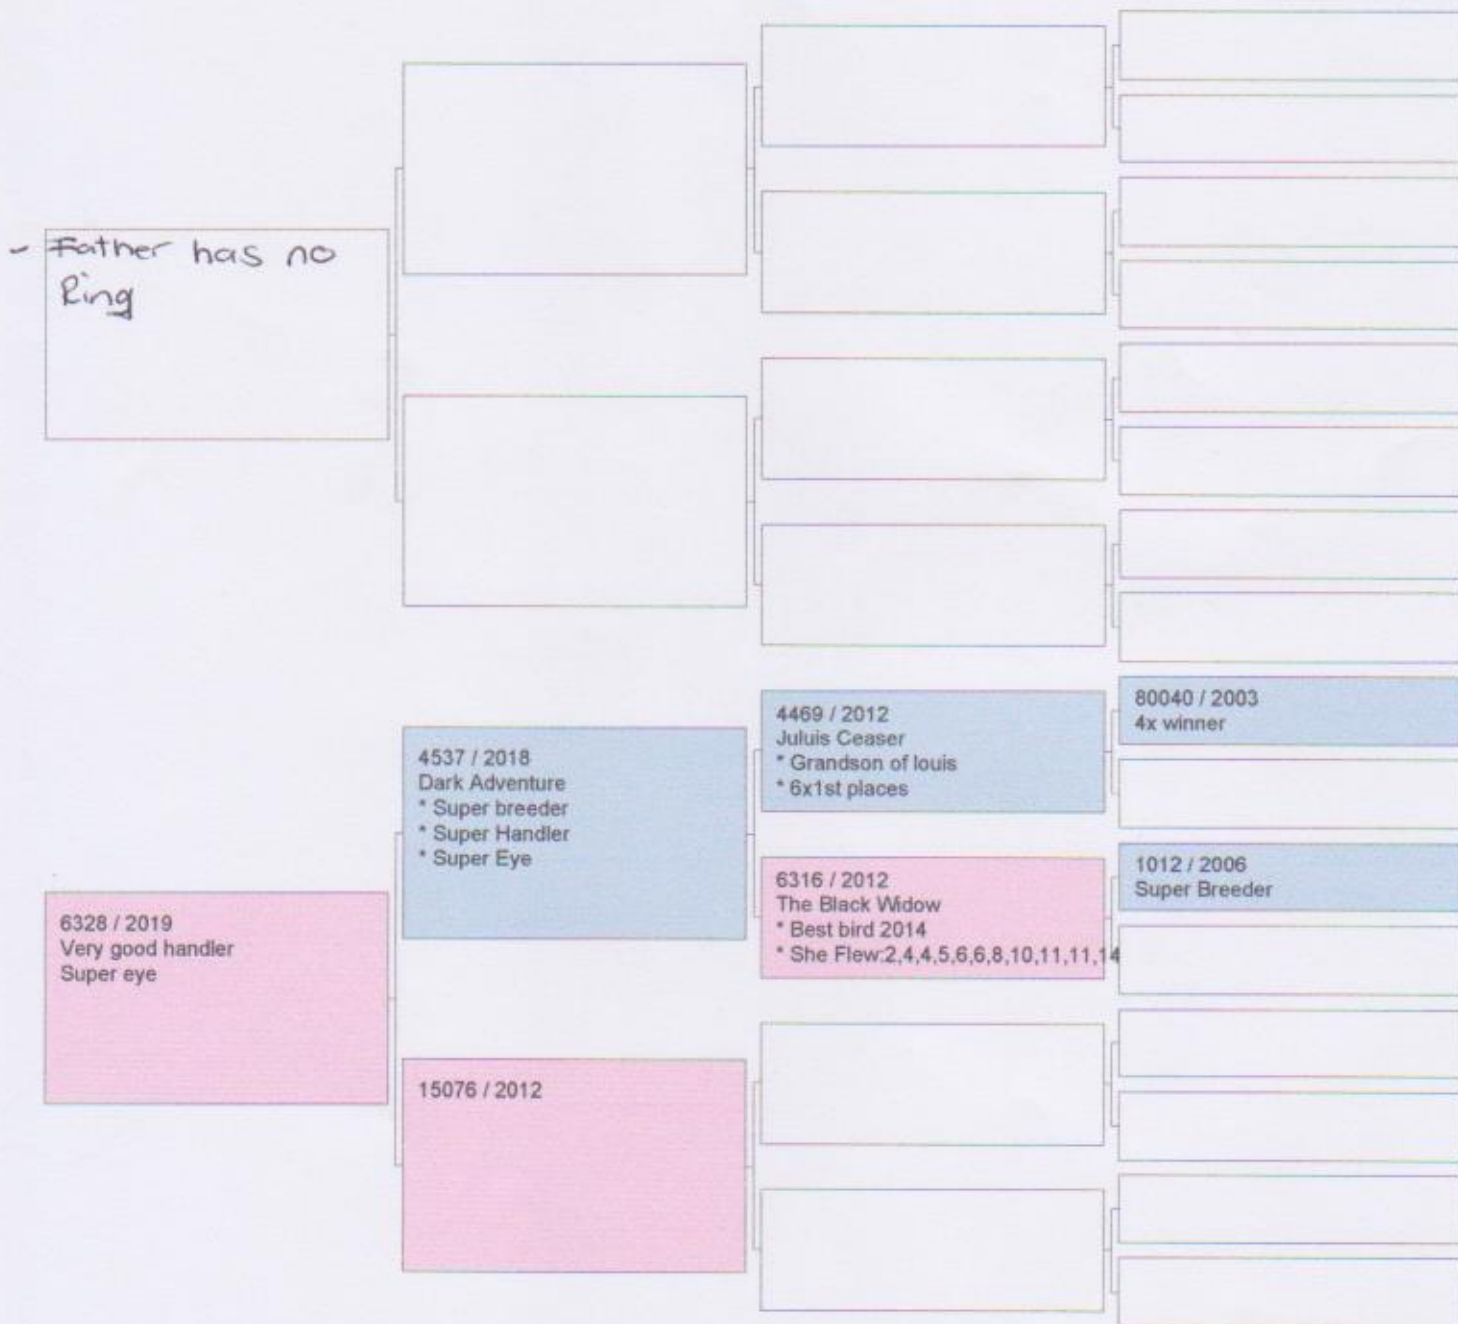 - Father has no
Ring
4469 / 2012
Juluis Ceaser
* Grandson of louis
* 6x1st places
80040 / 2003
4x winner
4537 / 2018
Dark Adventure
* Super breeder
* Super Handler
* Super Eye
6316 / 2012
The Black Widow
* Best bird 2014
* She Flew:2,4,4,5,6,6,8,10,11,11,14
1012 / 2006
Super Breeder
6328 / 2019
Very good handler
Super eye
15076 / 2012